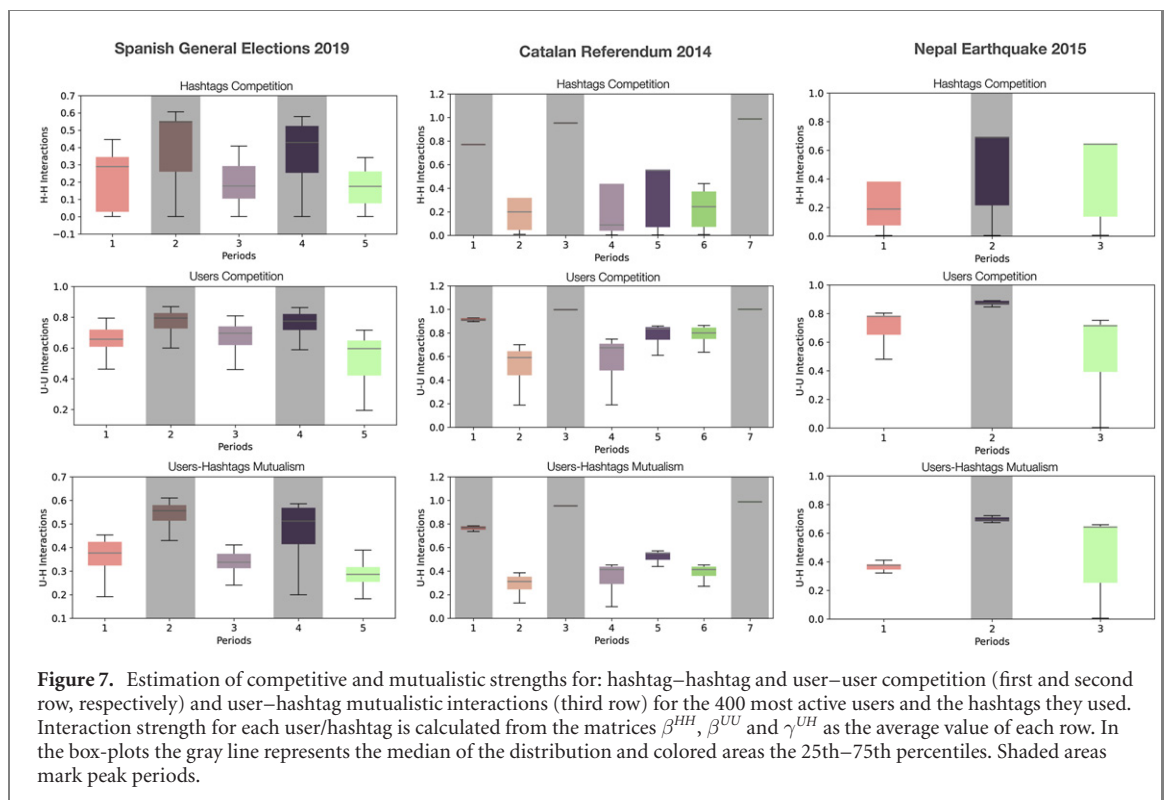 Spanish General Elections 2019
Catalan Referendum 2014
Nepal Earthquake 2015
Hashtags Competition
H-H Interactions
0.7
0.6
0.5
0.4
0.3
0.2
0.1
0.0
−0.1
1 2 3 4 5
Periods
Hashtags Competition
H-H Interactions
1.2
1.0
0.8
0.6
0.4
0.2
0.0
1 2 3 4 5 6 7
Periods
Hashtags Competition
H-H Interactions
1.0
0.8
0.6
0.4
0.2
0.0
1 2 3
Periods
Users Competition
U-U Interactions
1.0
0.8
0.6
0.4
0.2
1 2 3 4 5
Periods
Users Competition
U-U Interactions
1.2
1.0
0.8
0.6
0.4
0.2
0.0
1 2 3 4 5 6 7
Periods
Users Competition
U-U Interactions
1.0
0.8
0.6
0.4
0.2
0.0
1 2 3
Periods
Users-Hashtags Mutualism
U-H Interactions
0.7
0.6
0.5
0.4
0.3
0.2
0.1
1 2 3 4 5
Periods
Users-Hashtags Mutualism
U-H Interactions
1.2
1.0
0.8
0.6
0.4
0.2
0.0
1 2 3 4 5 6 7
Periods
Users-Hashtags Mutualism
U-H Interactions
1.0
0.8
0.6
0.4
0.2
0.0
1 2 3
Periods
Figure 7. Estimation of competitive and mutualistic strengths for: hashtag–hashtag and user–user competition (first and second
row, respectively) and user–hashtag mutualistic interactions (third row) for the 400 most active users and the hashtags they used.
Interaction strength for each user/hashtag is calculated from the matrices β^HH, β^UU and γ^UH as the average value of each row. In
the box-plots the gray line represents the median of the distribution and colored areas the 25th–75th percentiles. Shaded areas
mark peak periods.